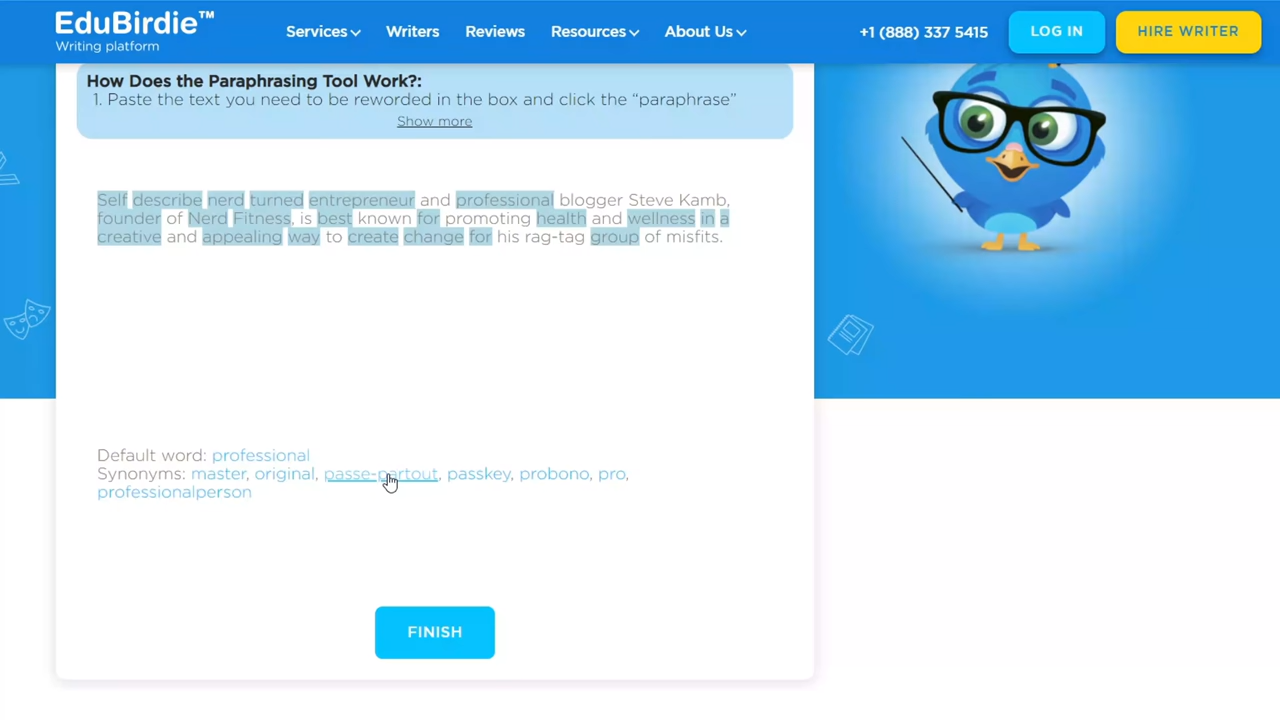 EduBirdie™
Writing platform
Services Writers Reviews Resources About Us +1 (888) 337 5415 LOG IN HIRE WRITER
How Does the Paraphrasing Tool Work?:
1. Paste the text you need to be reworded in the box and click the “paraphrase”
Show more
Self describe nerd turned entrepreneur and professional blogger Steve Kamb,
founder of Nerd Fitness, is best known for promoting health and wellness in a
creative and appealing way to create change for his rag-tag group of misfits.
Default word: professional
Synonyms: master, original, passe-partout, passkey, probono, pro,
professionalperson
FINISH